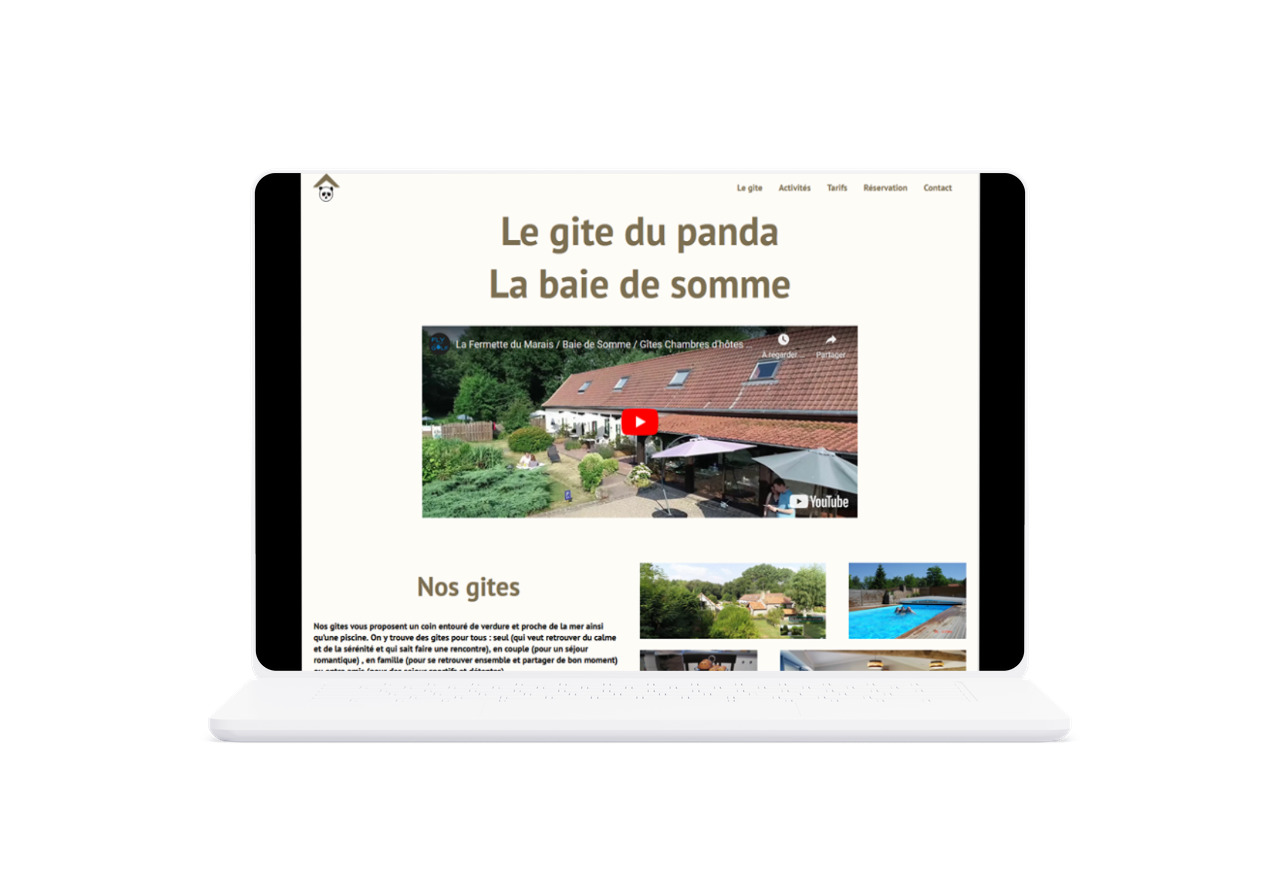 Le gite Activités Tarifs Réservation Contact
Le gite du panda
La baie de somme
La Fermette du Marais / Baie de Somme / Gîtes Chambres d'hôtes ...
À regarder... Partager
YouTube
Nos gites
Nos gites vous proposent un coin entouré de verdure et proche de la mer ainsi
qu'une piscine. On y trouve des gites pour tous : seul (qui veut retrouver du calme
et de la sérénité et qui sait faire une rencontre), en couple (pour un séjour
romantique) , en famille (pour se retrouver ensemble et partager de bon moment)